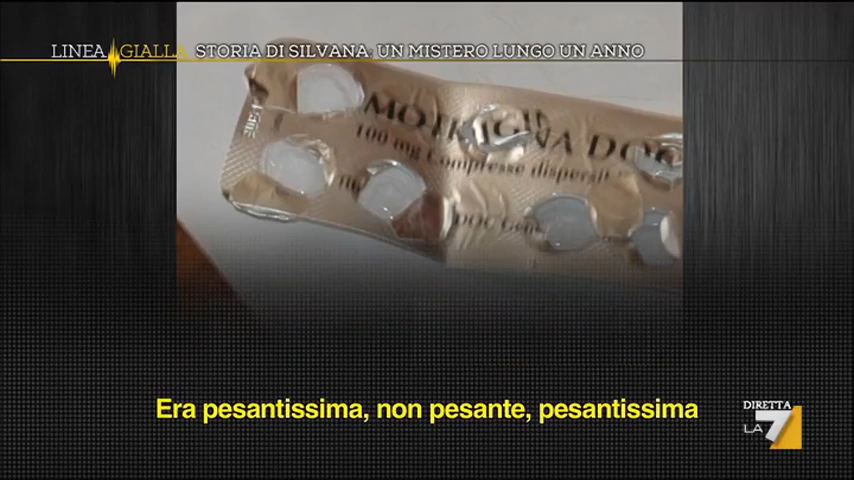 LINEA GIALLA STORIA DI SILVANA: UN MISTERO LUNGO UN ANNO
100 mg Compresse dispersi
DOC Gene
Era pesantissima, non pesante, pesantissima
DIRETTA
LA 7